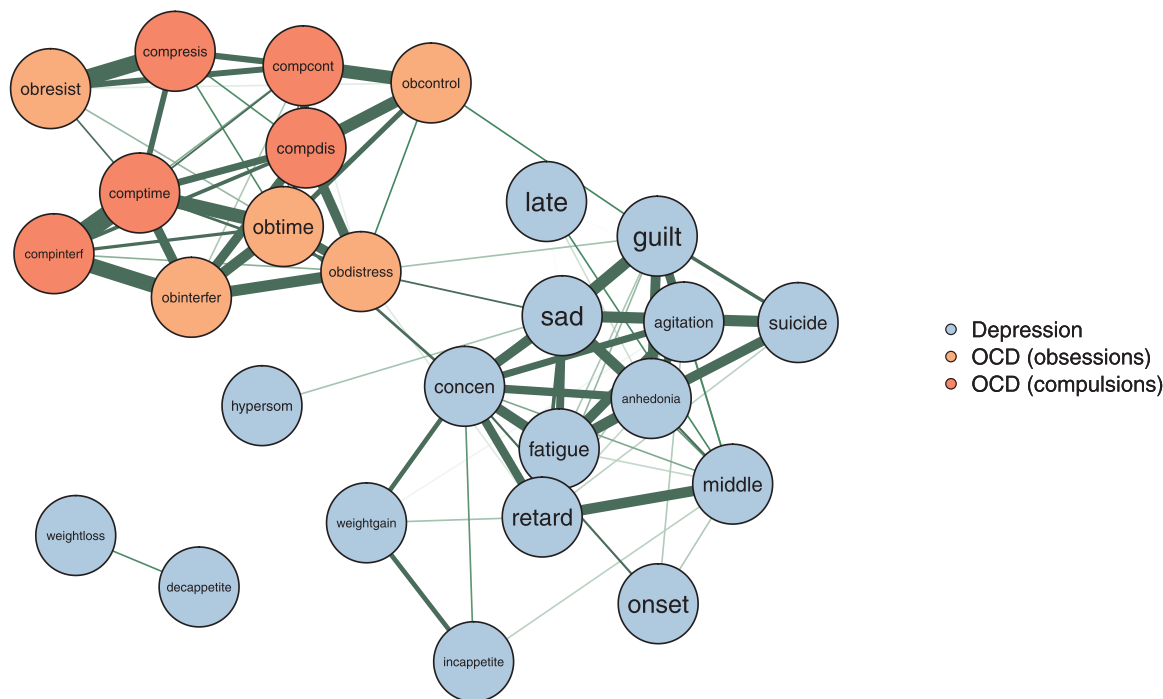 compresis
compcont
obresist
obcontrol
compdis
comptime
late
obtime
guilt
compinterf
obdistress
obinterfer
sad
agitation
suicide
Depression
OCD (obsessions)
OCD (compulsions)
concen
anhedonia
hypersom
fatigue
middle
retard
weightgain
weightloss
decappetite
onset
incappetite